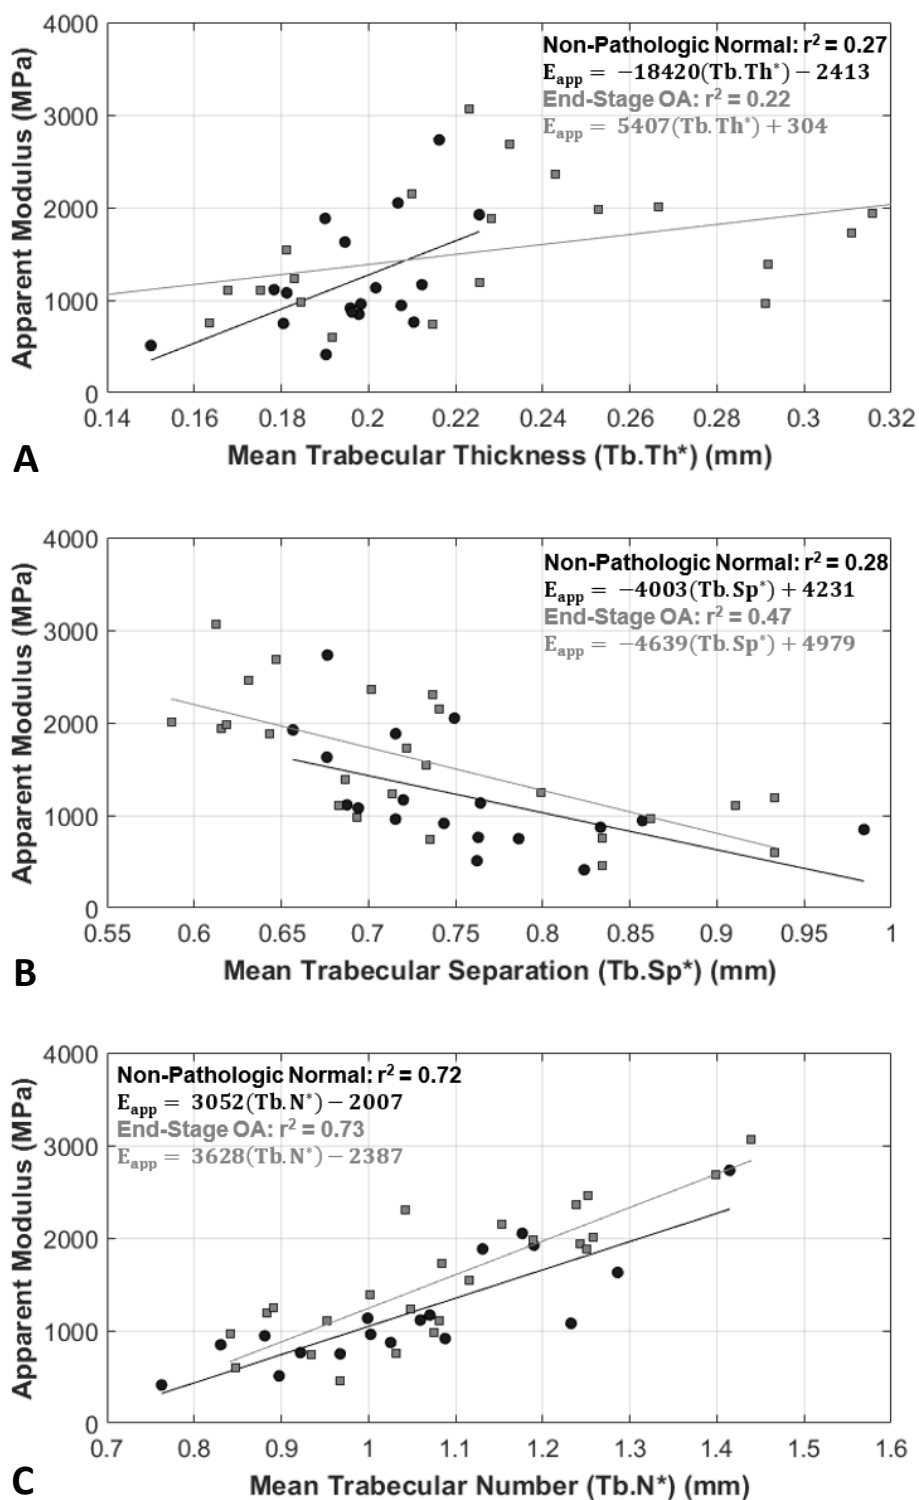 4000
3000
2000
1000
0
Apparent Modulus (MPa)
Non-Pathologic Normal: r² = 0.27
E_app = −18420(Tb.Th*) − 2413
End-Stage OA: r² = 0.22
E_app = 5407(Tb.Th*) + 304
0.14 0.16 0.18 0.2 0.22 0.24 0.26 0.28 0.3 0.32
Mean Trabecular Thickness (Tb.Th*) (mm)
A
4000
3000
2000
1000
0
Apparent Modulus (MPa)
Non-Pathologic Normal: r² = 0.28
E_app = −4003(Tb.Sp*) + 4231
End-Stage OA: r² = 0.47
E_app = −4639(Tb.Sp*) + 4979
0.55 0.6 0.65 0.7 0.75 0.8 0.85 0.9 0.95 1
Mean Trabecular Separation (Tb.Sp*) (mm)
B
4000
3000
2000
1000
0
Apparent Modulus (MPa)
Non-Pathologic Normal: r² = 0.72
E_app = 3052(Tb.N*) − 2007
End-Stage OA: r² = 0.73
E_app = 3628(Tb.N*) − 2387
0.7 0.8 0.9 1 1.1 1.2 1.3 1.4 1.5 1.6
Mean Trabecular Number (Tb.N*) (mm)
C